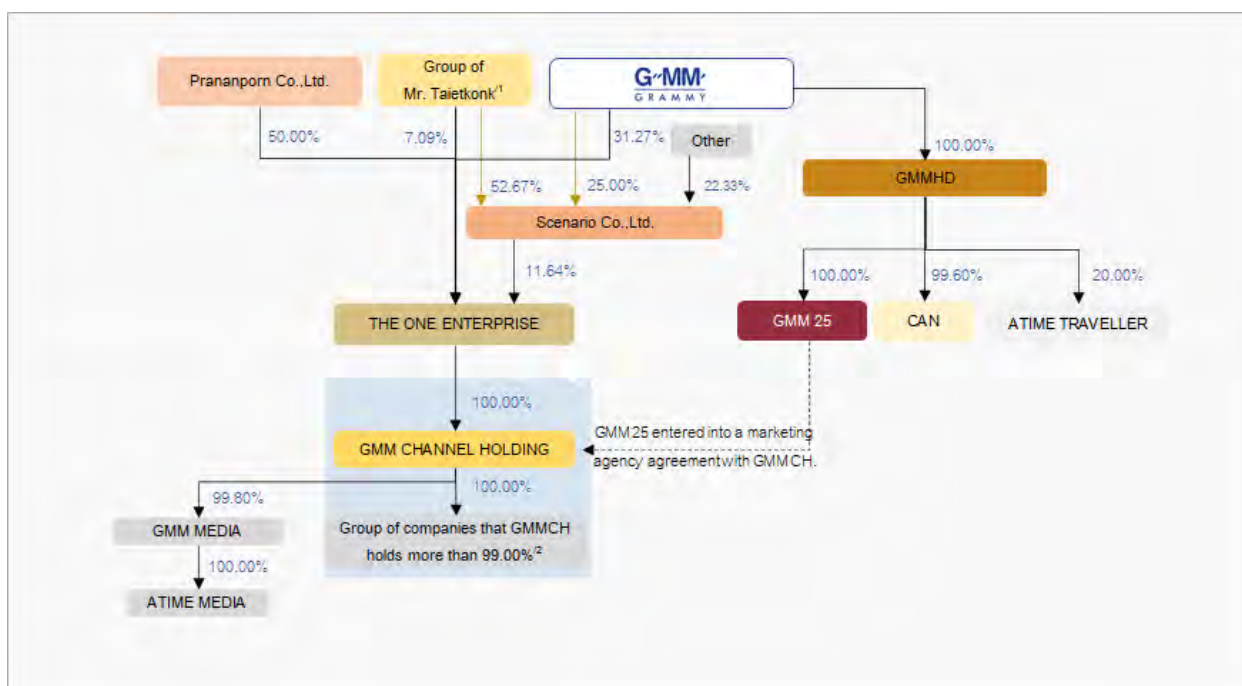 Prananporn Co.,Ltd.
Group of
Mr. Taietkonk/1
G"MM'
GRAMMY
50.00%
7.09%
31.27%
Other
100.00%
52.67%
25.00%
22.33%
GMMHD
Scenario Co.,Ltd.
11.64%
100.00%
99.60%
20.00%
THE ONE ENTERPRISE
GMM 25
CAN
ATIME TRAVELLER
100.00%
GMM CHANNEL HOLDING
GMM 25 entered into a marketing
agency agreement with GMM CH.
99.80%
100.00%
GMM MEDIA
Group of companies that GMMCH
holds more than 99.00%/2
100.00%
ATIME MEDIA